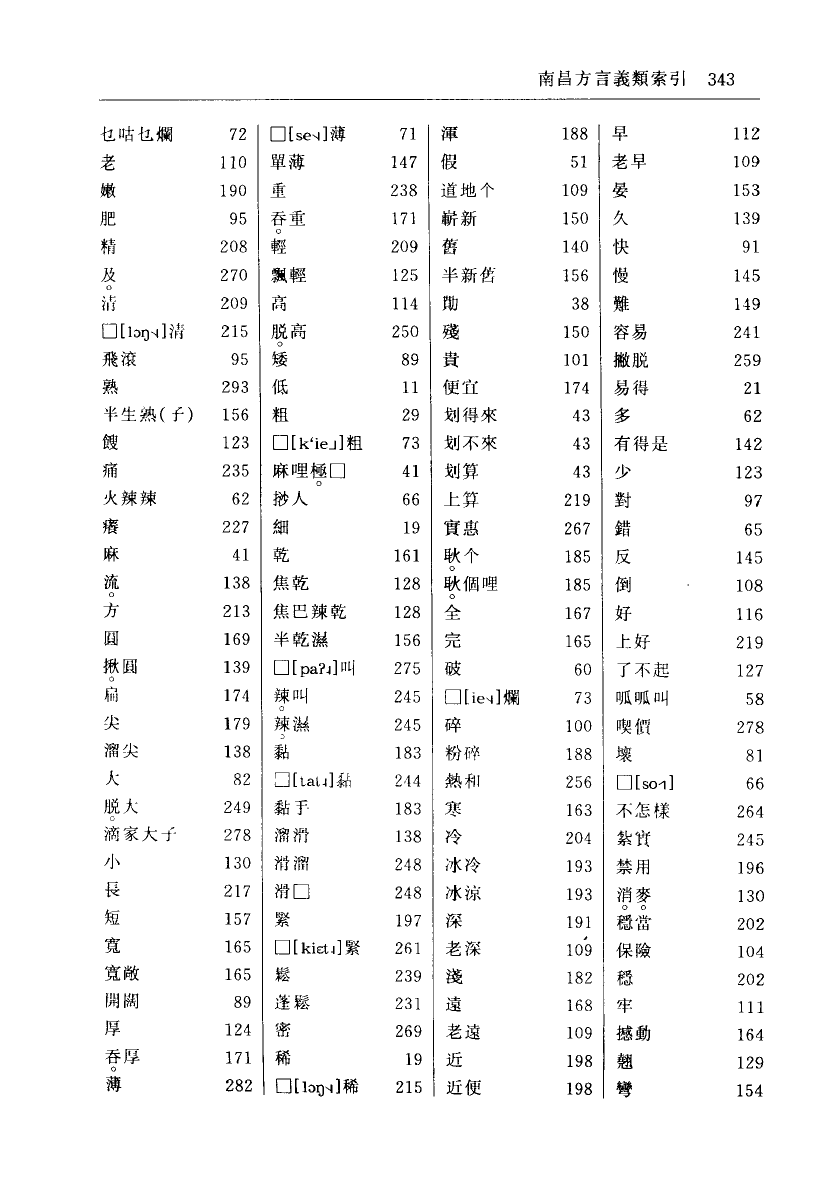 南昌方言義類索引 343
乜咕乜爛 72
老 110
嫩 190
肥 95
精 208
及 270
清 209
□[lɔŋ˧˩]清 215
飛滾 95
熟 293
半生熟(子) 156
餿 123
痛 235
火辣辣 62
癢 227
麻 41
流 138
方 213
圓 169
揪圓 139
扁 174
尖 179
溜尖 138
大 82
脱大 249
滴家大子 278
小 130
長 217
短 157
寬 165
寬敞 165
開闊 89
厚 124
吞厚 171
薄 282
□[se]薄 71
單薄 147
重 238
吞重 171
輕 209
飄輕 125
高 114
脱高 250
矮 89
低 11
粗 29
□[kʻie]粗 73
麻哩極□ 41
挱人 66
細 19
乾 161
焦乾 128
焦巴辣乾 128
半乾濕 156
□[paʔ]叫 275
辣叫 245
辣濕 245
黏 183
□[tat]黏 244
黏手 183
溜滑 138
滑溜 248
滑□ 248
緊 197
□[kiɛt]緊 261
鬆 239
蓬鬆 231
密 269
稀 19
□[lɔŋ]稀 215
渾 188
假 51
道地个 109
嶄新 150
舊 140
半新舊 156
勩 38
殘 150
貴 101
便宜 174
划得來 43
划不來 43
划算 43
上算 219
實惠 267
耿个 185
耿個哩 185
全 167
完 165
破 60
□[ie]爛 73
碎 100
粉碎 188
熱和 256
寒 163
冷 204
冰冷 193
冰涼 193
深 191
老深 109
淺 182
遠 168
老遠 109
近 198
近便 198
早 112
老早 109
晏 153
久 139
快 91
慢 145
難 149
容易 241
撇脱 259
易得 21
多 62
有得是 142
少 123
對 97
錯 65
反 145
倒 108
好 116
上好 219
了不起 127
呱呱叫 58
喫價 278
壞 81
□[so] 66
不怎樣 264
紮實 245
禁用 196
消麥 130
穩當 202
保險 104
穩 202
牢 111
撼動 164
翹 129
彎 154